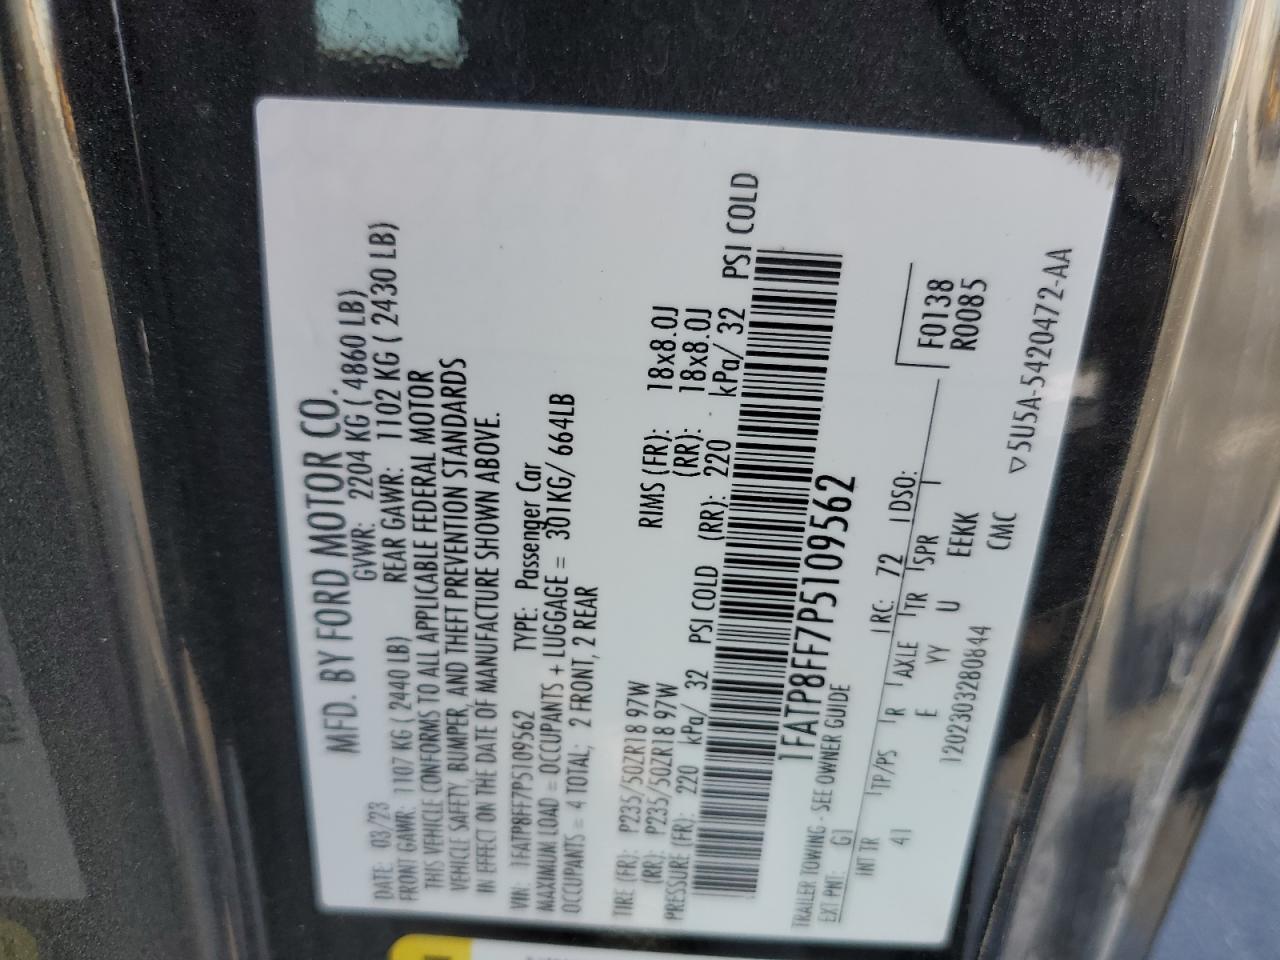 MFD. BY FORD MOTOR CO.
DATE: 03/23 GVWR: 2204 KG ( 4860 LB)
FRONT GAWR: 1107 KG ( 2440 LB) REAR GAWR: 1102 KG ( 2430 LB)
THIS VEHICLE CONFORMS TO ALL APPLICABLE FEDERAL MOTOR
VEHICLE SAFETY, BUMPER, AND THEFT PREVENTION STANDARDS
IN EFFECT ON THE DATE OF MANUFACTURE SHOWN ABOVE.
VIN: 1FATP8FF7P5109562 TYPE: Passenger Car
MAXIMUM LOAD = OCCUPANTS + LUGGAGE = 301KG/ 664LB
OCCUPANTS = 4 TOTAL; 2 FRONT, 2 REAR
TIRE (FR): P235/50ZR18 97W RIMS (FR): 18x8.0J
(RR): P235/50ZR18 97W (RR): 18x8.0J
PRESSURE (FR): 220 kPa/ 32 PSI COLD (RR): 220 kPa/ 32 PSI COLD
1FATP8FF7P5109562
TRAILER TOWING - SEE OWNER GUIDE
EXT PNT: G1 RC: 72 DSO:
INT TR TP/PS R AXLE TR SPR
41 E YY U EEKK
F0138
R0085
1202303280844 CMC ▽5U5A-5420472-AA